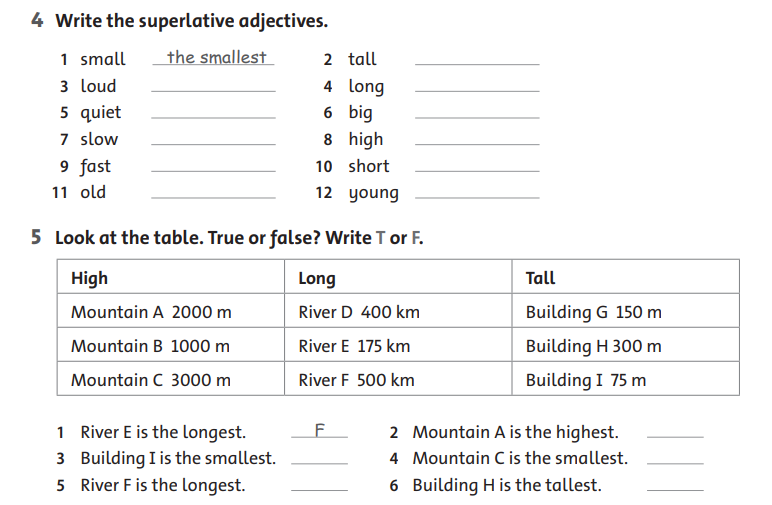 4 Write the superlative adjectives.
1 small the smallest 2 tall
3 loud 4 long
5 quiet 6 big
7 slow 8 high
9 fast 10 short
11 old 12 young
5 Look at the table. True or false? Write T or F.
High Long Tall
Mountain A 2000 m River D 400 km Building G 150 m
Mountain B 1000 m River E 175 km Building H 300 m
Mountain C 3000 m River F 500 km Building I 75 m
1 River E is the longest. F 2 Mountain A is the highest.
3 Building I is the smallest. 4 Mountain C is the smallest.
5 River F is the longest. 6 Building H is the tallest.